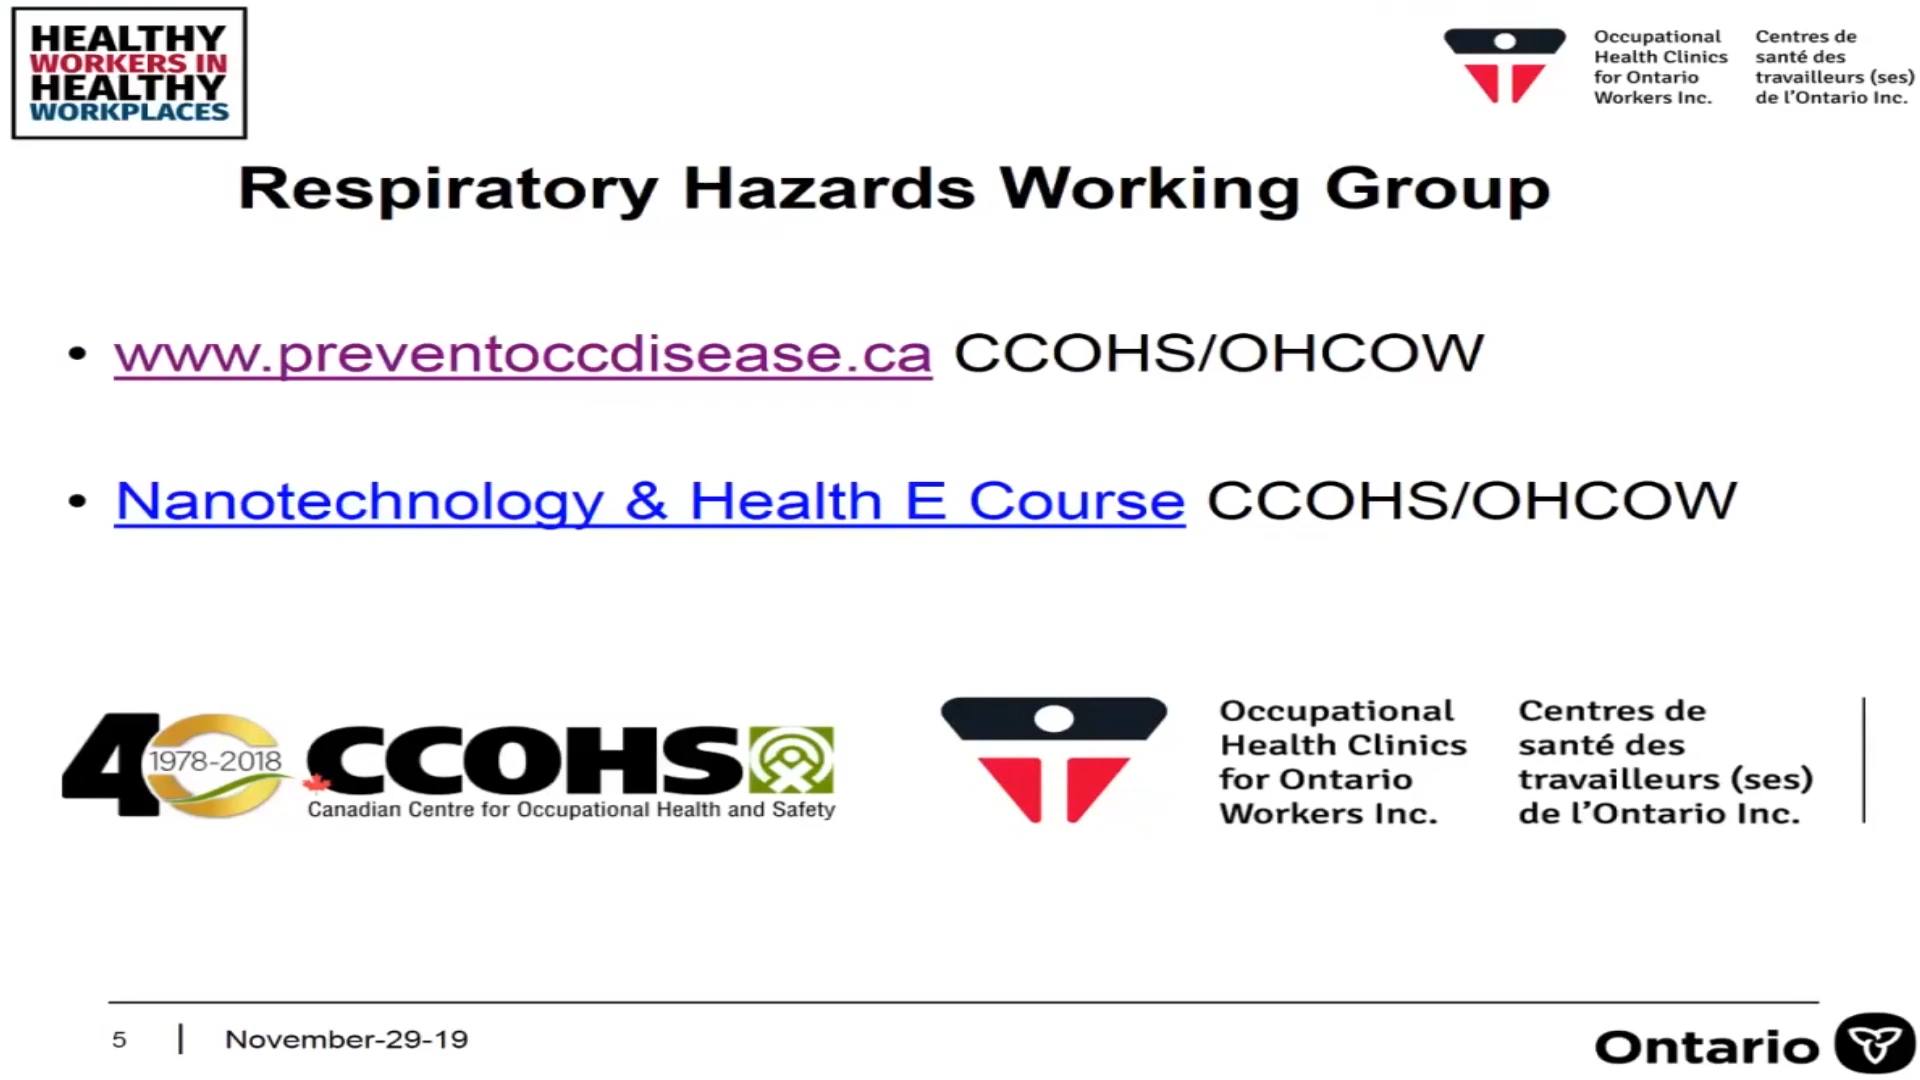 HEALTHY
WORKERS IN
HEALTHY
WORKPLACES
Occupational
Health Clinics
for Ontario
Workers Inc.
Centres de
santé des
travailleurs (ses)
de l'Ontario Inc.
Respiratory Hazards Working Group
• www.preventoccdisease.ca CCOHS/OHCOW
• Nanotechnology & Health E Course CCOHS/OHCOW
40 1978-2018 CCOHS
Canadian Centre for Occupational Health and Safety
Occupational
Health Clinics
for Ontario
Workers Inc.
Centres de
santé des
travailleurs (ses)
de l'Ontario Inc.
5 | November-29-19
Ontario